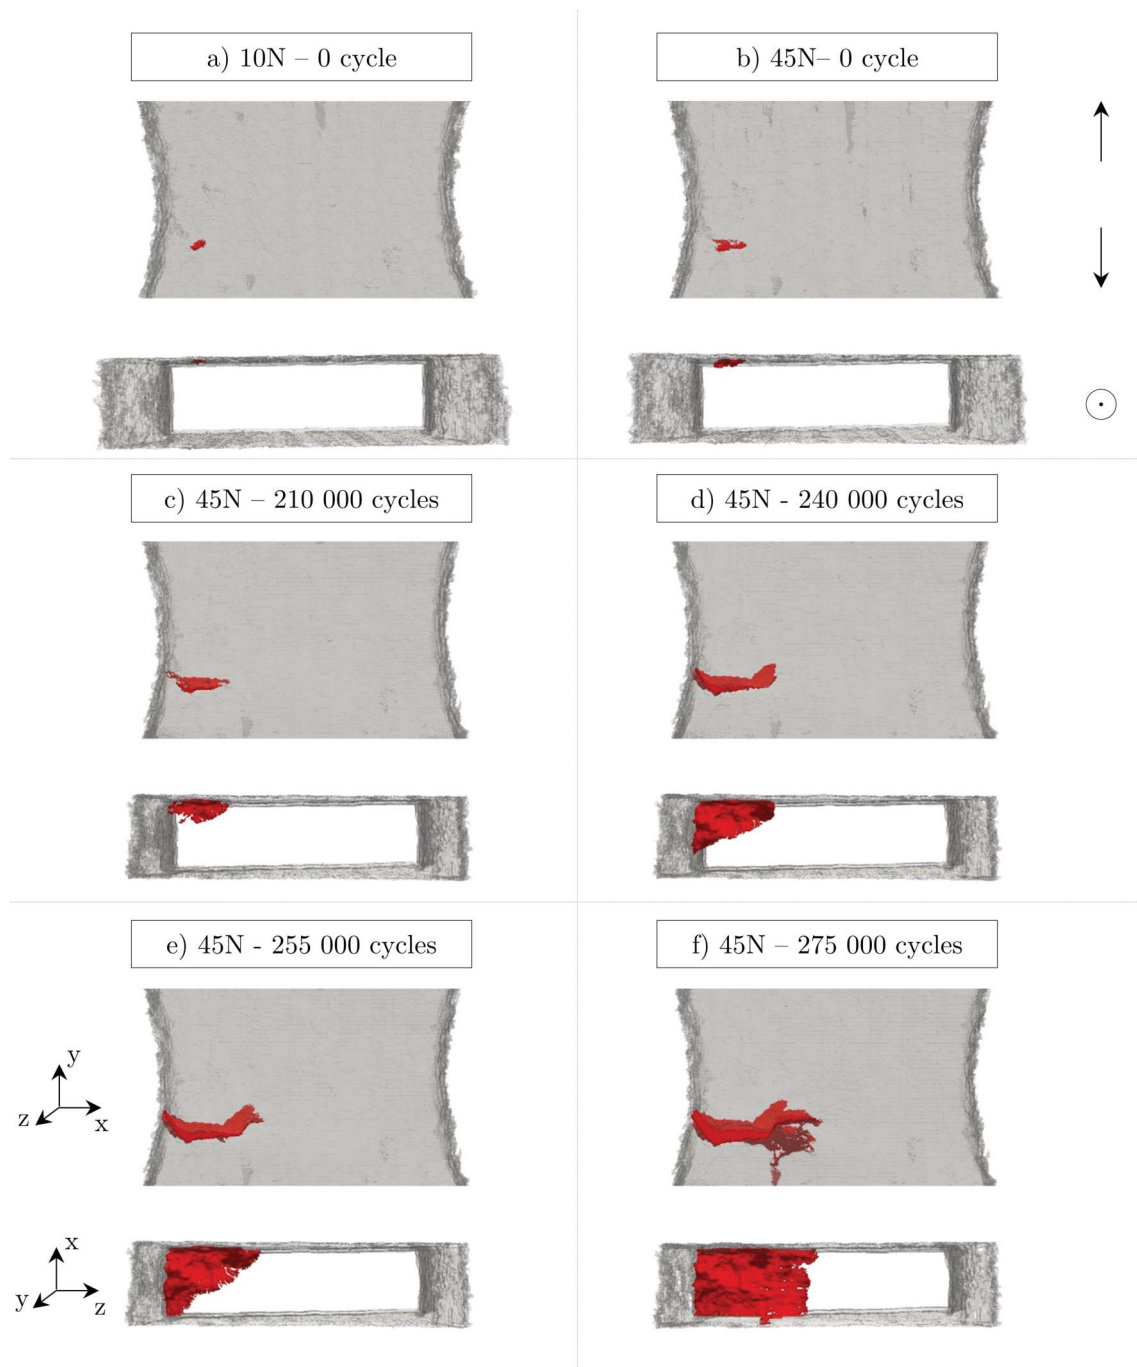 a) 10N – 0 cycle
b) 45N– 0 cycle
c) 45N – 210 000 cycles
d) 45N - 240 000 cycles
e) 45N - 255 000 cycles
f) 45N – 275 000 cycles
y
z
x
x
y
z